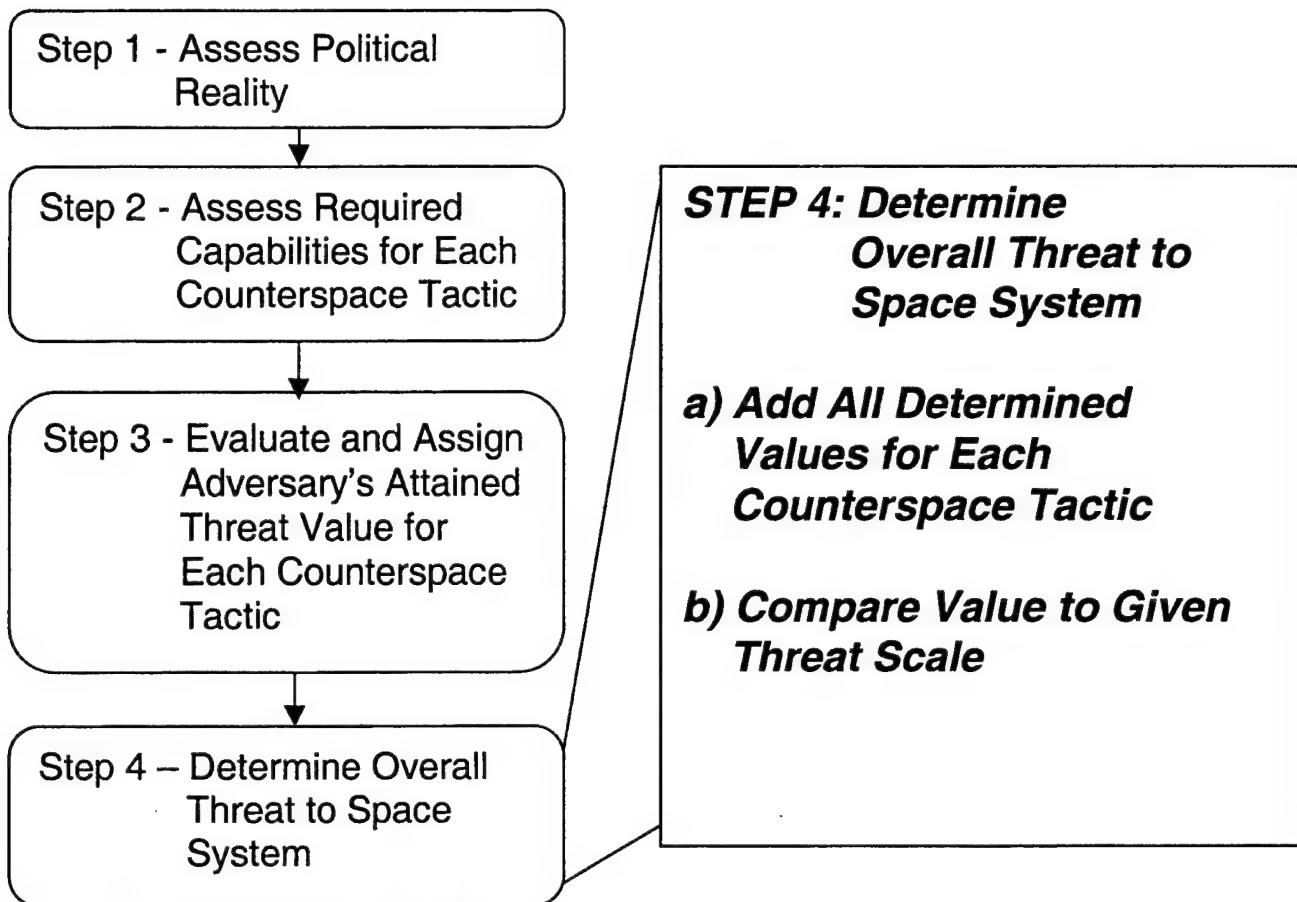 Step 1 - Assess Political
Reality
Step 2 - Assess Required
Capabilities for Each
Counterspace Tactic
Step 3 - Evaluate and Assign
Adversary's Attained
Threat Value for
Each Counterspace
Tactic
Step 4 – Determine Overall
Threat to Space
System
STEP 4: Determine
Overall Threat to
Space System
a) Add All Determined
Values for Each
Counterspace Tactic
b) Compare Value to Given
Threat Scale